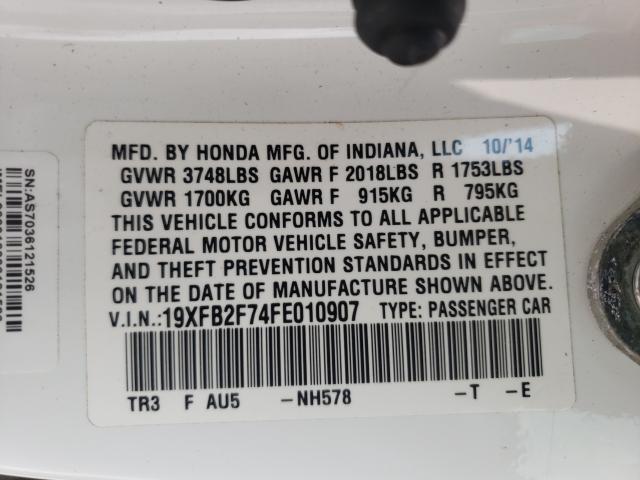 MFD. BY HONDA MFG. OF INDIANA, LLC 10/'14
GVWR 3748LBS GAWR F 2018LBS R 1753LBS
GVWR 1700KG GAWR F 915KG R 795KG
THIS VEHICLE CONFORMS TO ALL APPLICABLE
FEDERAL MOTOR VEHICLE SAFETY, BUMPER,
AND THEFT PREVENTION STANDARDS IN EFFECT
ON THE DATE OF MANUFACTURE SHOWN ABOVE.
V.I.N.:19XFB2F74FE010907 TYPE: PASSENGER CAR
TR3 F AU5 -NH578 -T -E
SN:AS7036121526